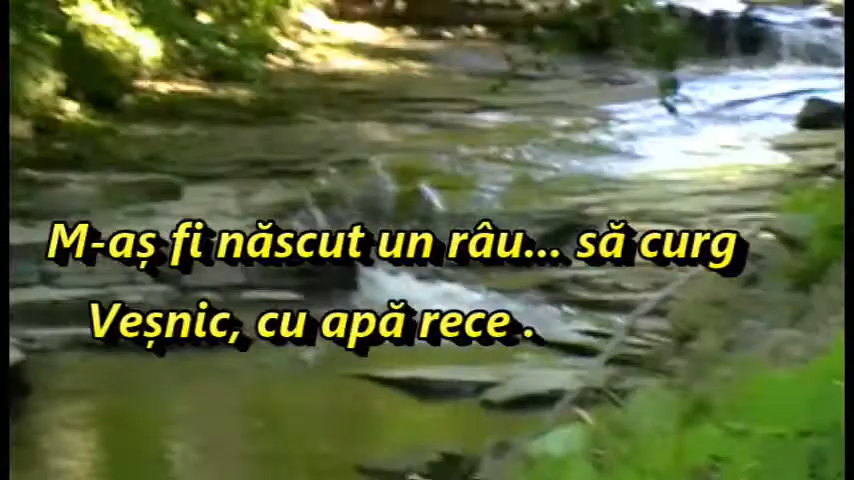 M-aș fi născut un râu... să curg
Veșnic, cu apă rece .